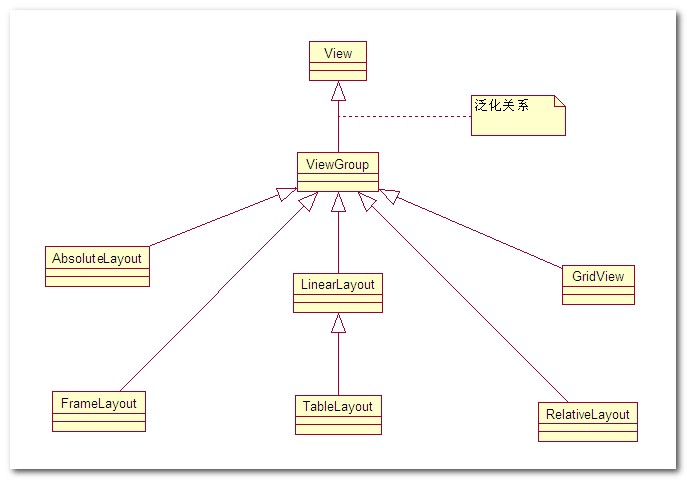 View
泛化关系
ViewGroup
AbsoluteLayout
LinearLayout
GridView
FrameLayout
TableLayout
RelativeLayout